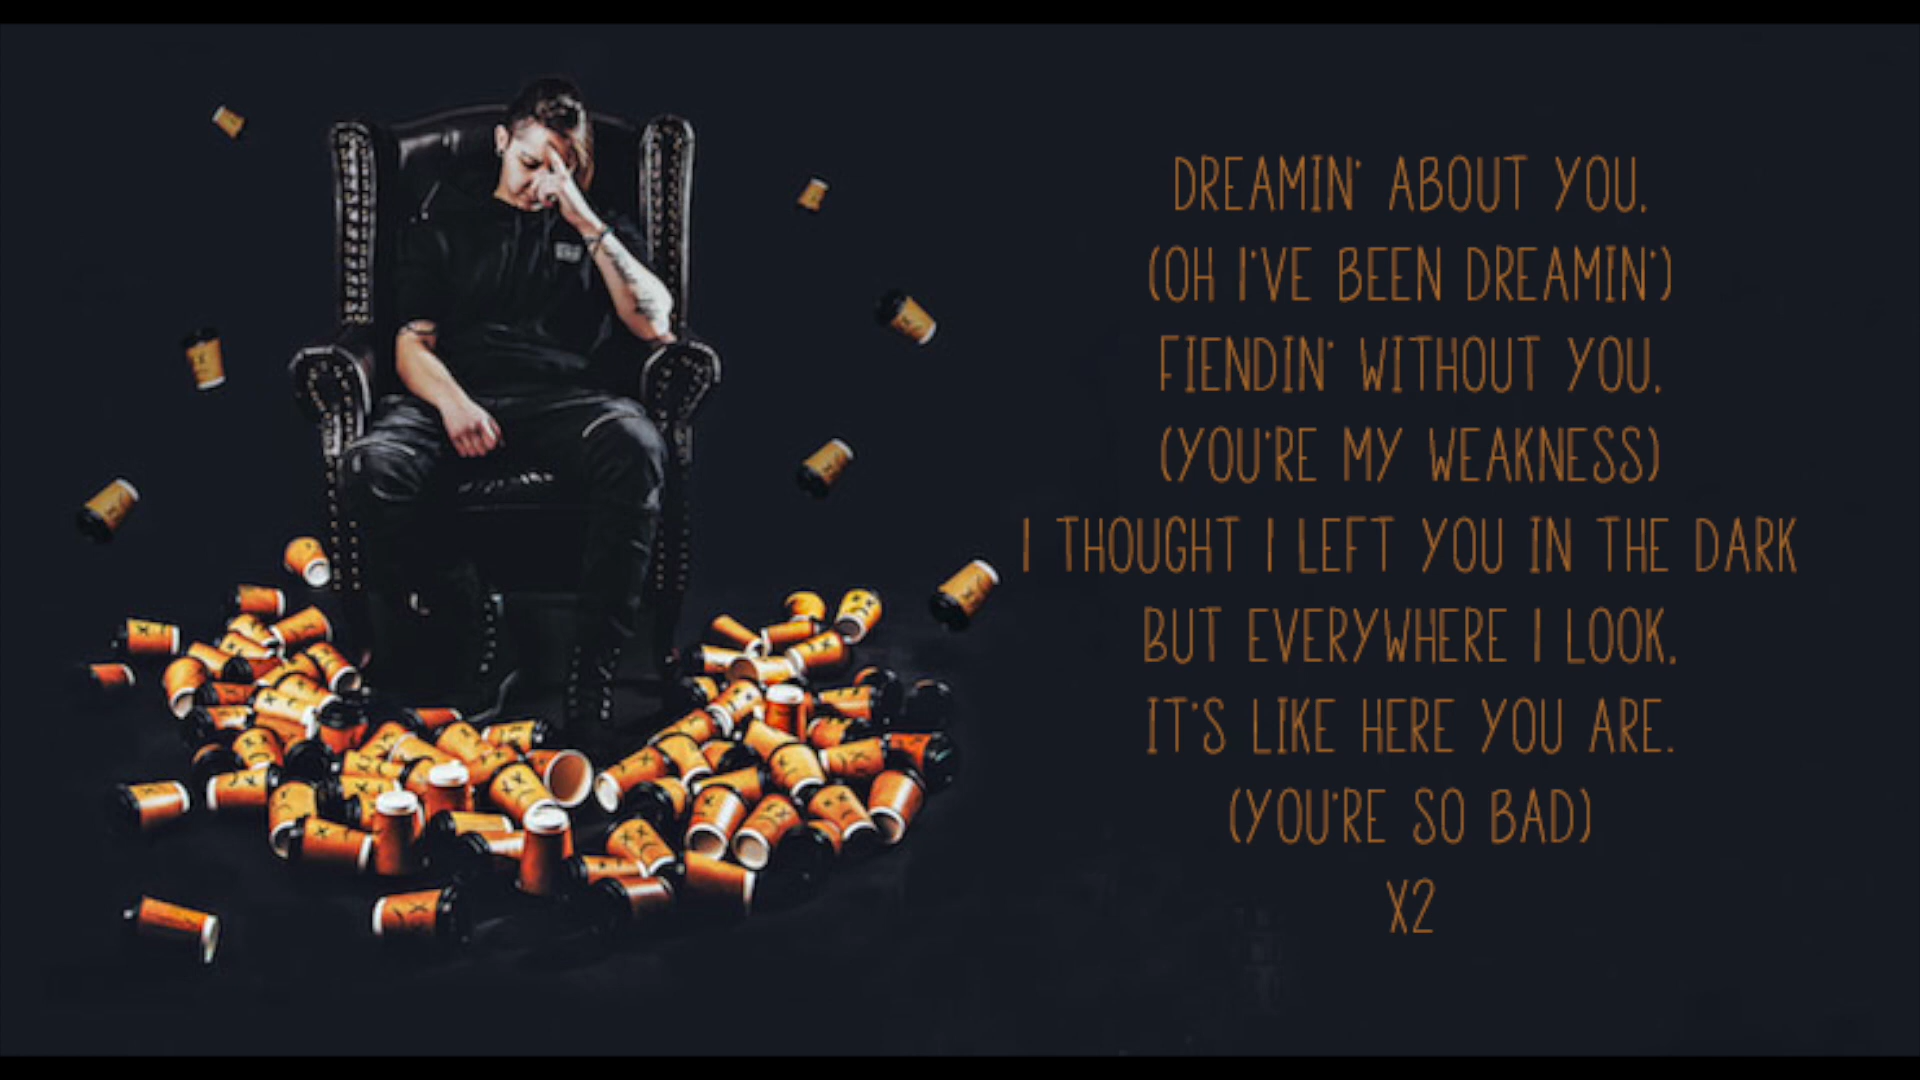 DREAMIN' ABOUT YOU,
(OH I'VE BEEN DREAMIN')
FIENDIN' WITHOUT YOU,
(YOU'RE MY WEAKNESS)
I THOUGHT I LEFT YOU IN THE DARK
BUT EVERYWHERE I LOOK,
IT'S LIKE HERE YOU ARE.
(YOU'RE SO BAD)
X2